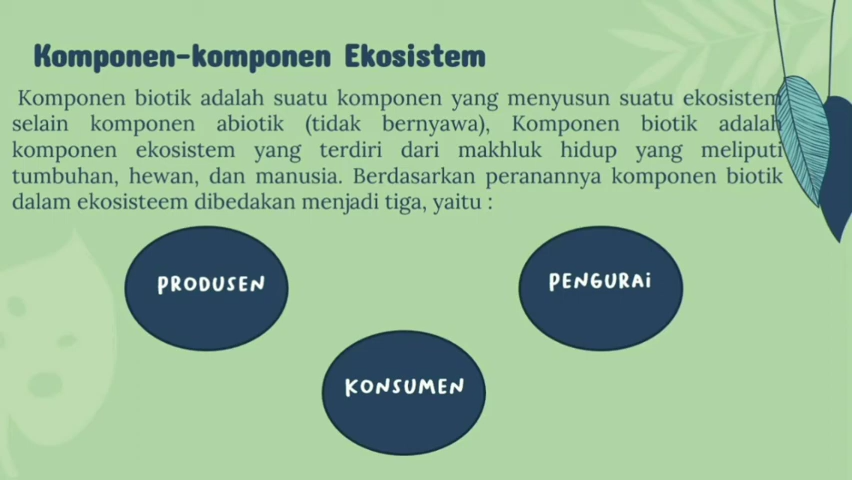 Komponen-komponen Ekosistem
Komponen biotik adalah suatu komponen yang menyusun suatu ekosistem
selain komponen abiotik (tidak bernyawa), Komponen biotik adalah
komponen ekosistem yang terdiri dari makhluk hidup yang meliputi
tumbuhan, hewan, dan manusia. Berdasarkan peranannya komponen biotik
dalam ekosisteem dibedakan menjadi tiga, yaitu :
PRODUSEN
PENGURAi
KONSUMEN